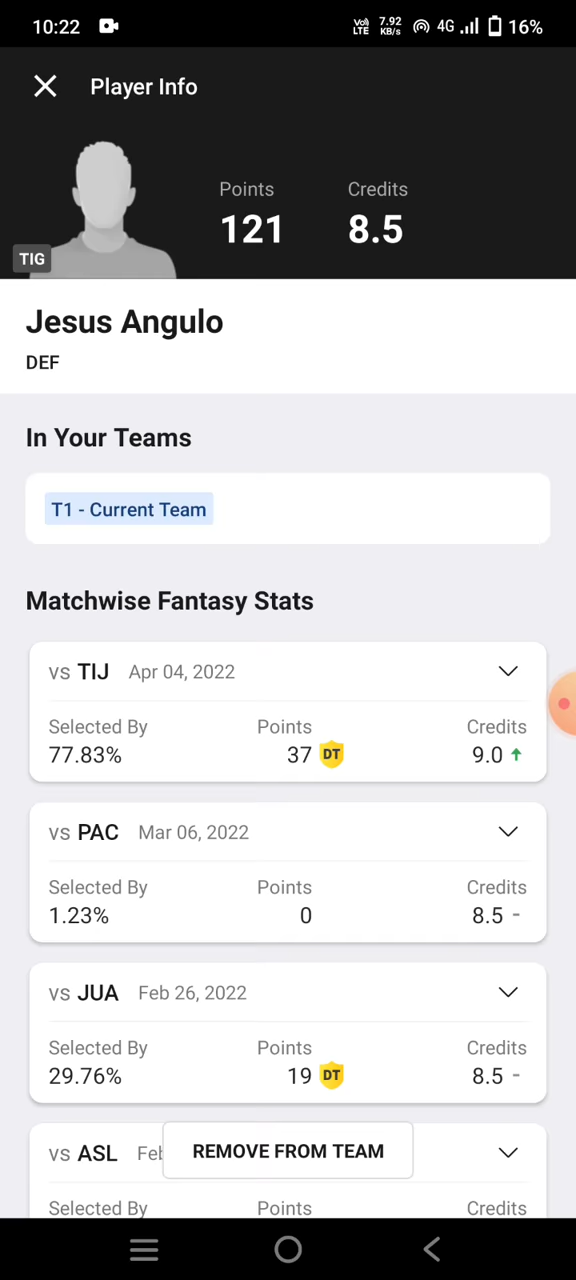 10:22 Vo) LTE 7.92 KB/s 4G 16%
Player Info
Points Credits
121 8.5
TIG
Jesus Angulo
DEF
In Your Teams
T1 - Current Team
Matchwise Fantasy Stats
vs TIJ Apr 04, 2022
Selected By Points Credits
77.83% 37 DT 9.0
vs PAC Mar 06, 2022
Selected By Points Credits
1.23% 0 8.5 -
vs JUA Feb 26, 2022
Selected By Points Credits
29.76% 19 DT 8.5 -
vs ASL Feb
REMOVE FROM TEAM
Selected By Points Credits